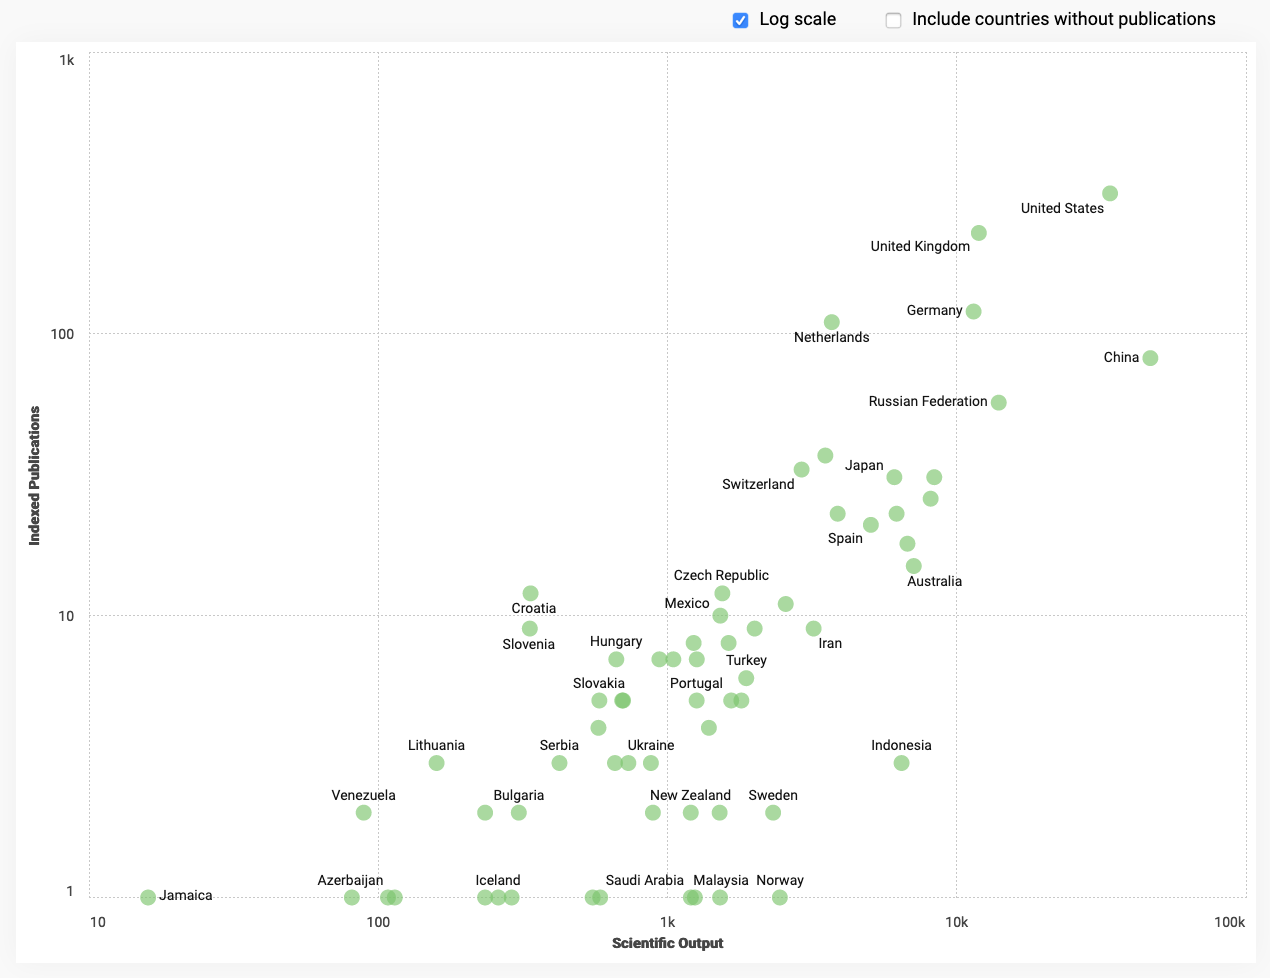 Log scale
Include countries without publications
1k
United States
United Kingdom
Germany
100
Netherlands
China
Russian Federation
Indexed Publications
Japan
Switzerland
Spain
Czech Republic
Australia
Mexico
Croatia
10
Slovenia
Hungary
Iran
Turkey
Slovakia
Portugal
Lithuania
Serbia
Ukraine
Indonesia
Venezuela
Bulgaria
New Zealand
Sweden
Azerbaijan
Iceland
Saudi Arabia
Malaysia
Norway
1
Jamaica
10
100
1k
10k
100k
Scientific Output